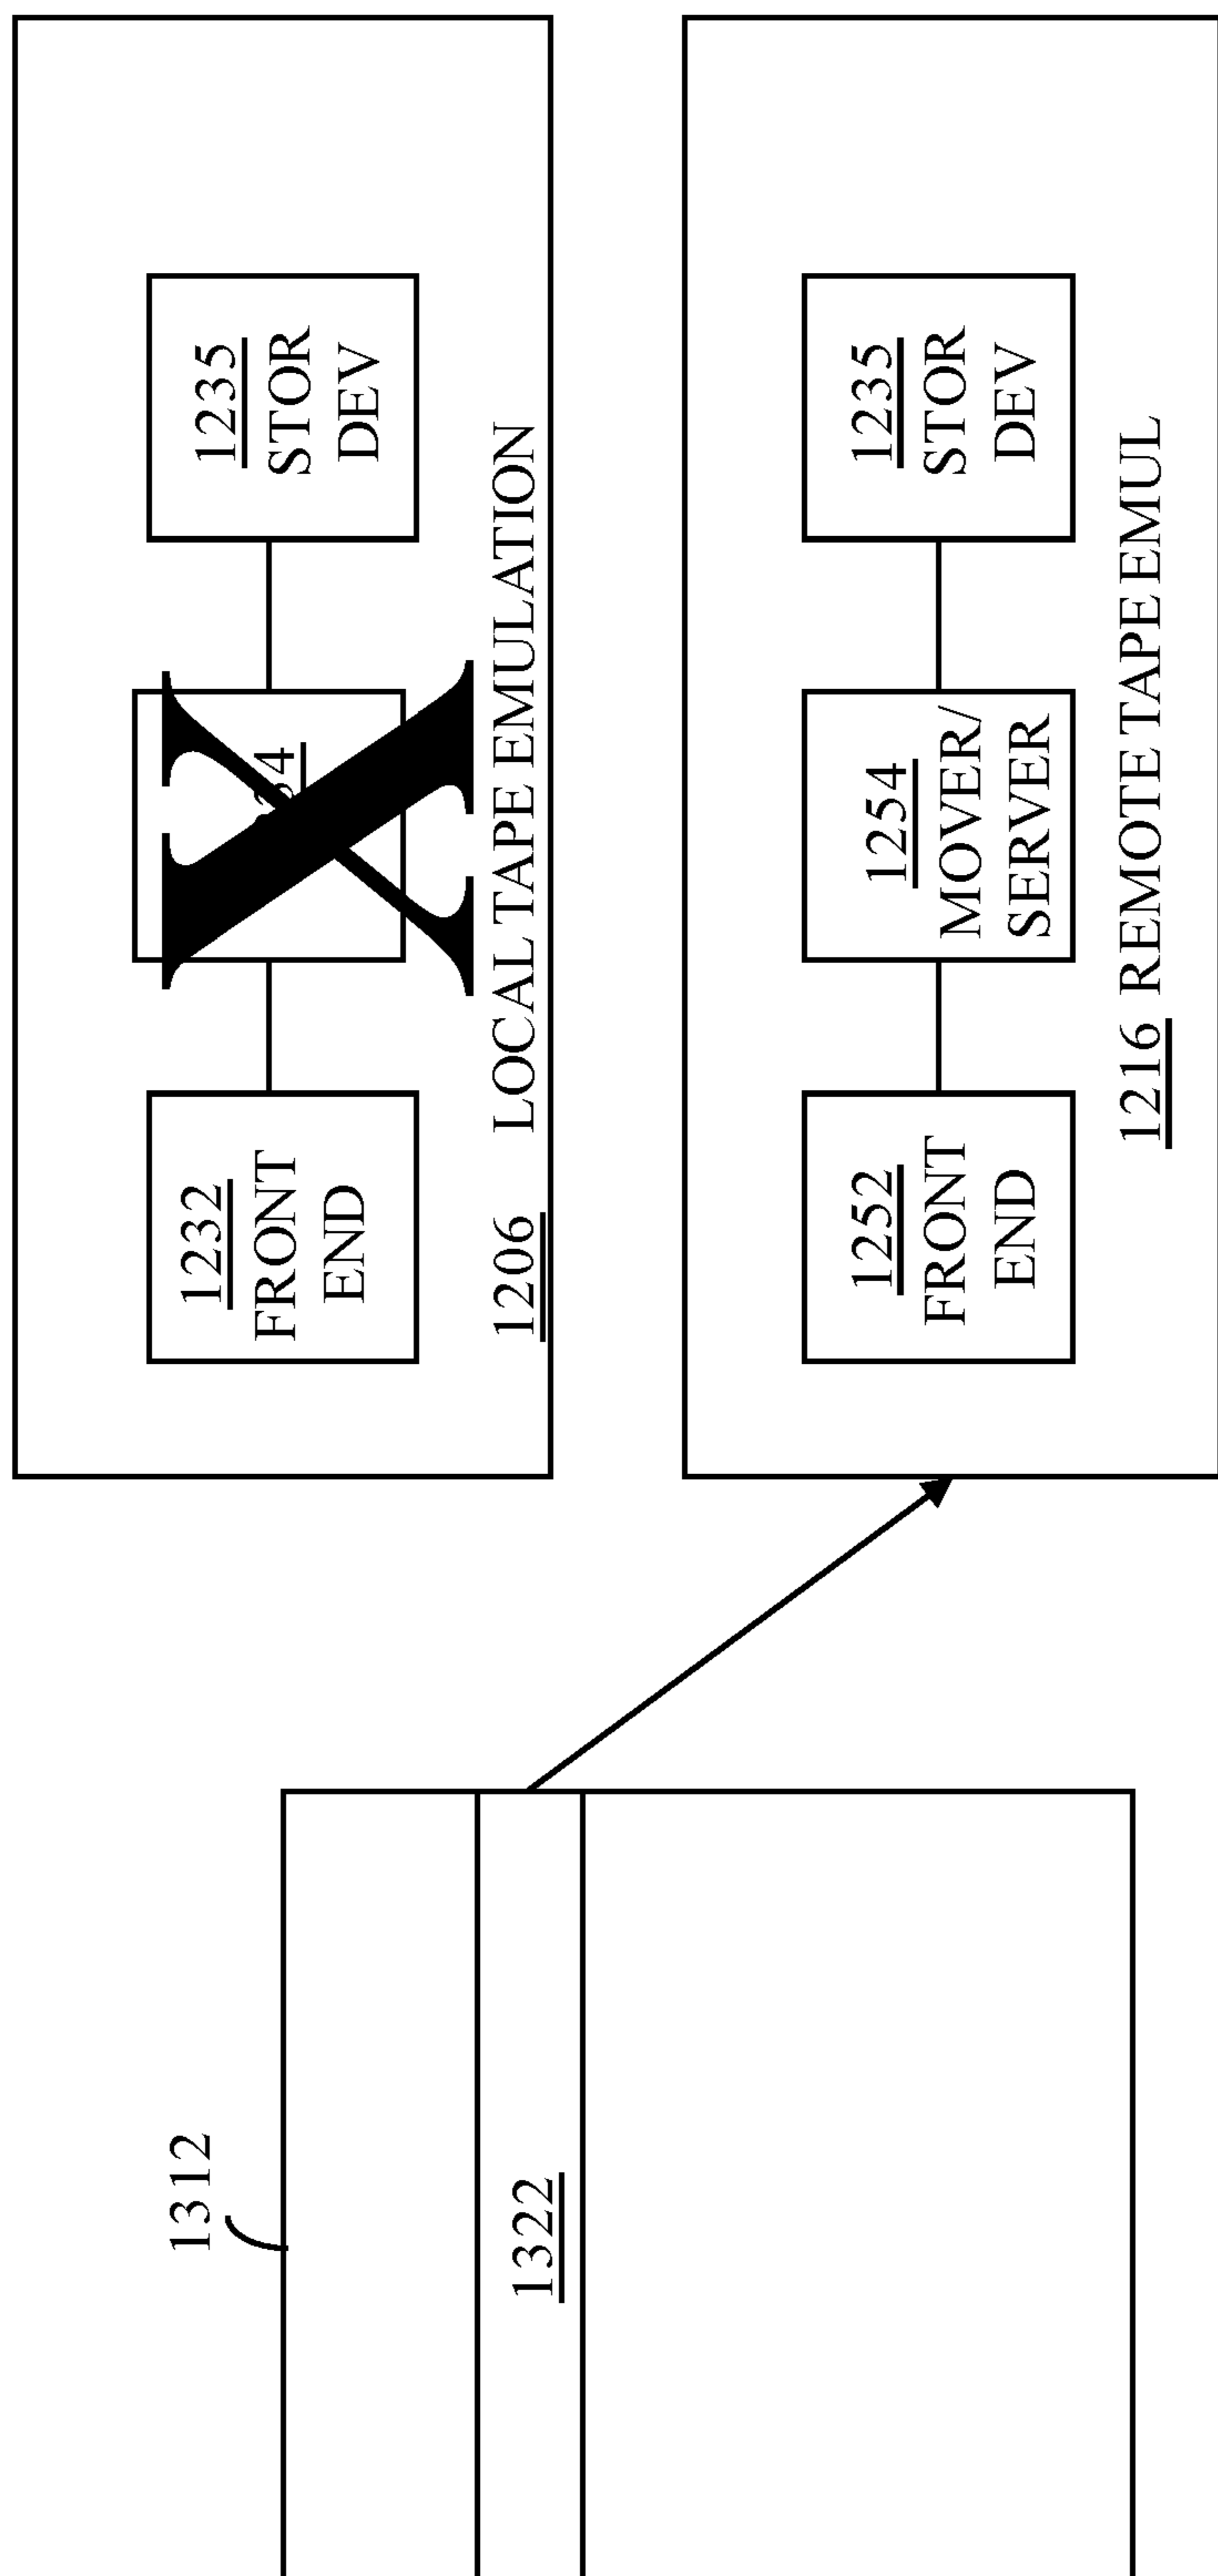 1312
1322
1232
FRONT
END
34
1235
STOR
DEV
1206 LOCAL TAPE EMULATION
1252
FRONT
END
1254
MOVER/
SERVER
1235
STOR
DEV
1216 REMOTE TAPE EMUL